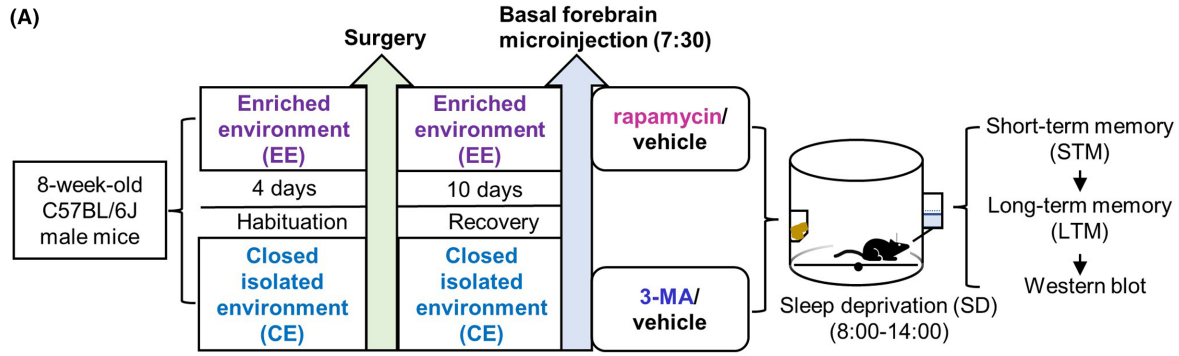 (A)
Surgery
Basal forebrain
microinjection (7:30)
8-week-old
C57BL/6J
male mice
Enriched
environment
(EE)
4 days
Habituation
Closed
isolated
environment
(CE)
Enriched
environment
(EE)
10 days
Recovery
Closed
isolated
environment
(CE)
rapamycin/
vehicle
3-MA/
vehicle
Sleep deprivation (SD)
(8:00-14:00)
Short-term memory
(STM)
Long-term memory
(LTM)
Western blot